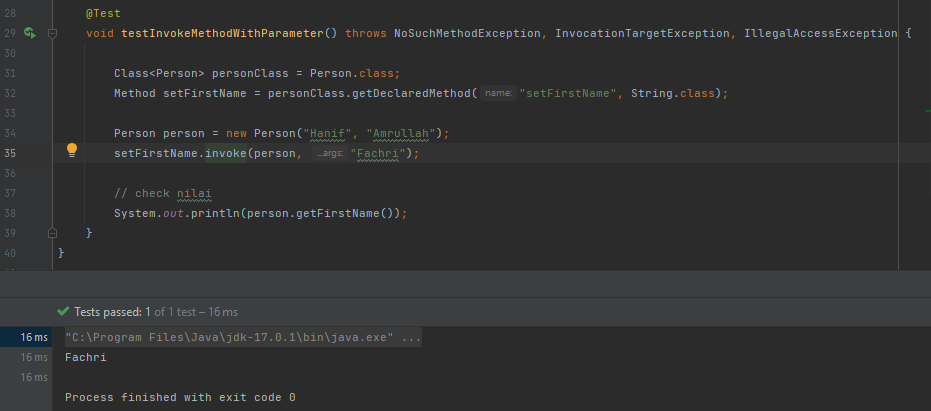 28 @Test
29 void testInvokeMethodWithParameter() throws NoSuchMethodException, InvocationTargetException, IllegalAccessException {
30
31 Class<Person> personClass = Person.class;
32 Method setFirstName = personClass.getDeclaredMethod( name: "setFirstName", String.class);
33
34 Person person = new Person("Hanif", "Amrullah");
35 setFirstName.invoke(person, ...args: "Fachri");
36
37 // check nilai
38 System.out.println(person.getFirstName());
39 }
40 }
Tests passed: 1 of 1 test – 16 ms
16 ms "C:\Program Files\Java\jdk-17.0.1\bin\java.exe" ...
16 ms Fachri
16 ms
Process finished with exit code 0